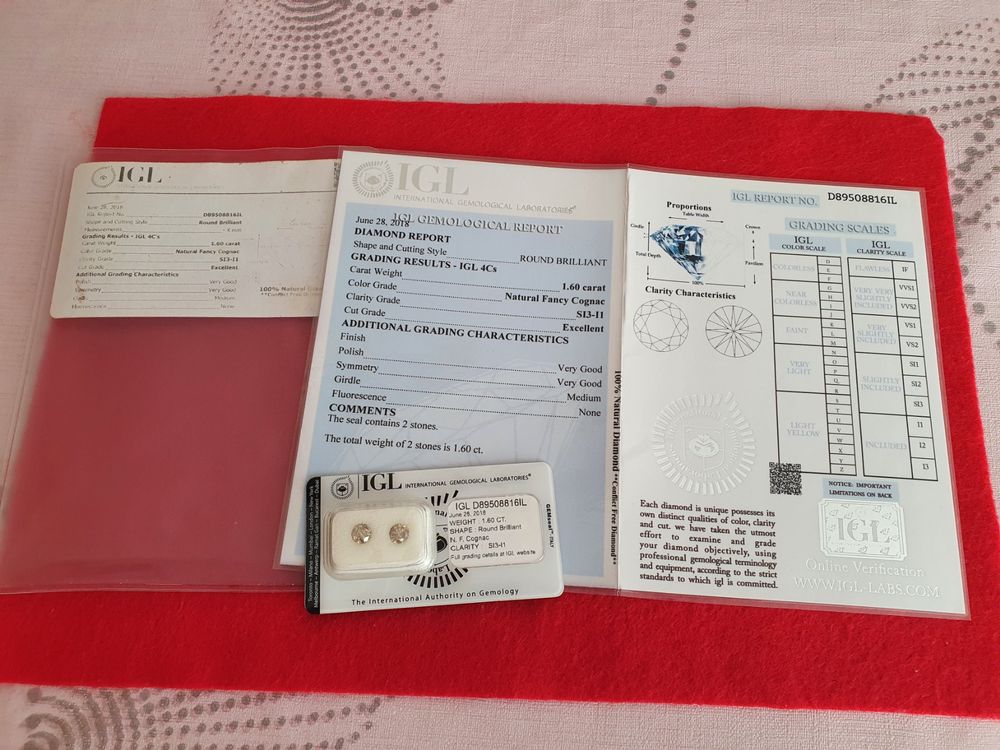 IGL
June 28, 2018
IGL Report No. D89508816IL
Shape and Cutting Style Round Brilliant
Measurements
Grading Results - IGL 4C's
Carat Weight 1.60 carat
Color Grade Natural Fancy Cognac
Clarity Grade SI3-I1
Cut Grade Excellent
Additional Grading Characteristics
Polish Very Good
Symmetry Very Good
Medium
Fluorescence None
100% Natural
**Conflict Free
IGL
INTERNATIONAL GEMOLOGICAL LABORATORIES
June 28, 2018
IGL GEMOLOGICAL REPORT
DIAMOND REPORT
Shape and Cutting Style ROUND BRILLIANT
GRADING RESULTS - IGL 4Cs
Carat Weight 1.60 carat
Color Grade Natural Fancy Cognac
Clarity Grade SI3-I1
Cut Grade Excellent
ADDITIONAL GRADING CHARACTERISTICS
Finish
Polish Very Good
Symmetry Very Good
Girdle Medium
Fluorescence None
COMMENTS
The seal contains 2 stones.
The total weight of 2 stones is 1.60 ct.
100% Natural Diamond **Conflict Free Diamond**
IGL REPORT NO. D89508816IL
Proportions
Table Width
Girdle
Crown
Total Depth
Pavilion
100%
Clarity Characteristics
GRADING SCALES
IGL COLOR SCALE
IGL CLARITY SCALE
COLORLESS
D
E
F
NEAR COLORLESS
G
H
I
J
FAINT
K
L
M
VERY LIGHT
N
O
P
Q
R
LIGHT YELLOW
S
T
U
V
W
X
Y
Z
FLAWLESS
IF
VERY VERY SLIGHTLY INCLUDED
VVS1
VVS2
VERY SLIGHTLY INCLUDED
VS1
VS2
SLIGHTLY INCLUDED
SI1
SI2
SI3
INCLUDED
I1
I2
I3
NOTICE: IMPORTANT
LIMITATIONS ON BACK
Each diamond is unique possesses its
own distinct qualities of color, clarity
and cut. We have taken the utmost
effort to examine and grade
your diamond objectively, using
professional gemological terminology
and equipment, according to the strict
standards to which igl is committed.
IGL
Online Verification
WWW.IGL-LABS.COM
IGL INTERNATIONAL GEMOLOGICAL LABORATORIES
IGL D89508816IL
June 28, 2018
WEIGHT : 1.60 CT.
SHAPE : Round Brilliant
N. F. Cognac
CLARITY : SI3-I1
Full grading details at IGL website
GEMseal - ITALY
Labs
The International Authority on Gemology